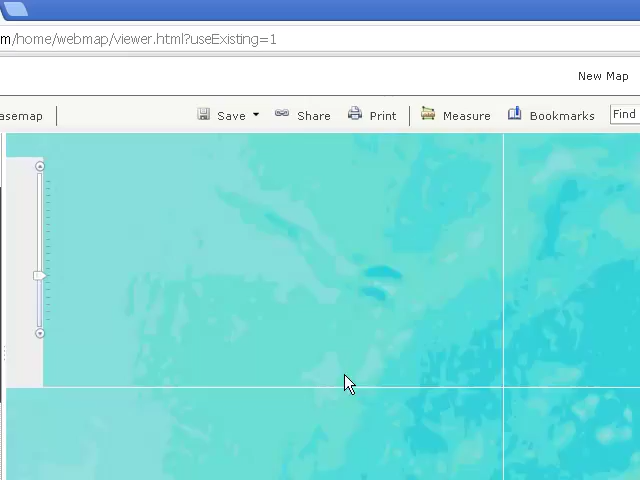 m/home/webmap/viewer.html?useExisting=1
New Map
asemap Save Share Print Measure Bookmarks Find